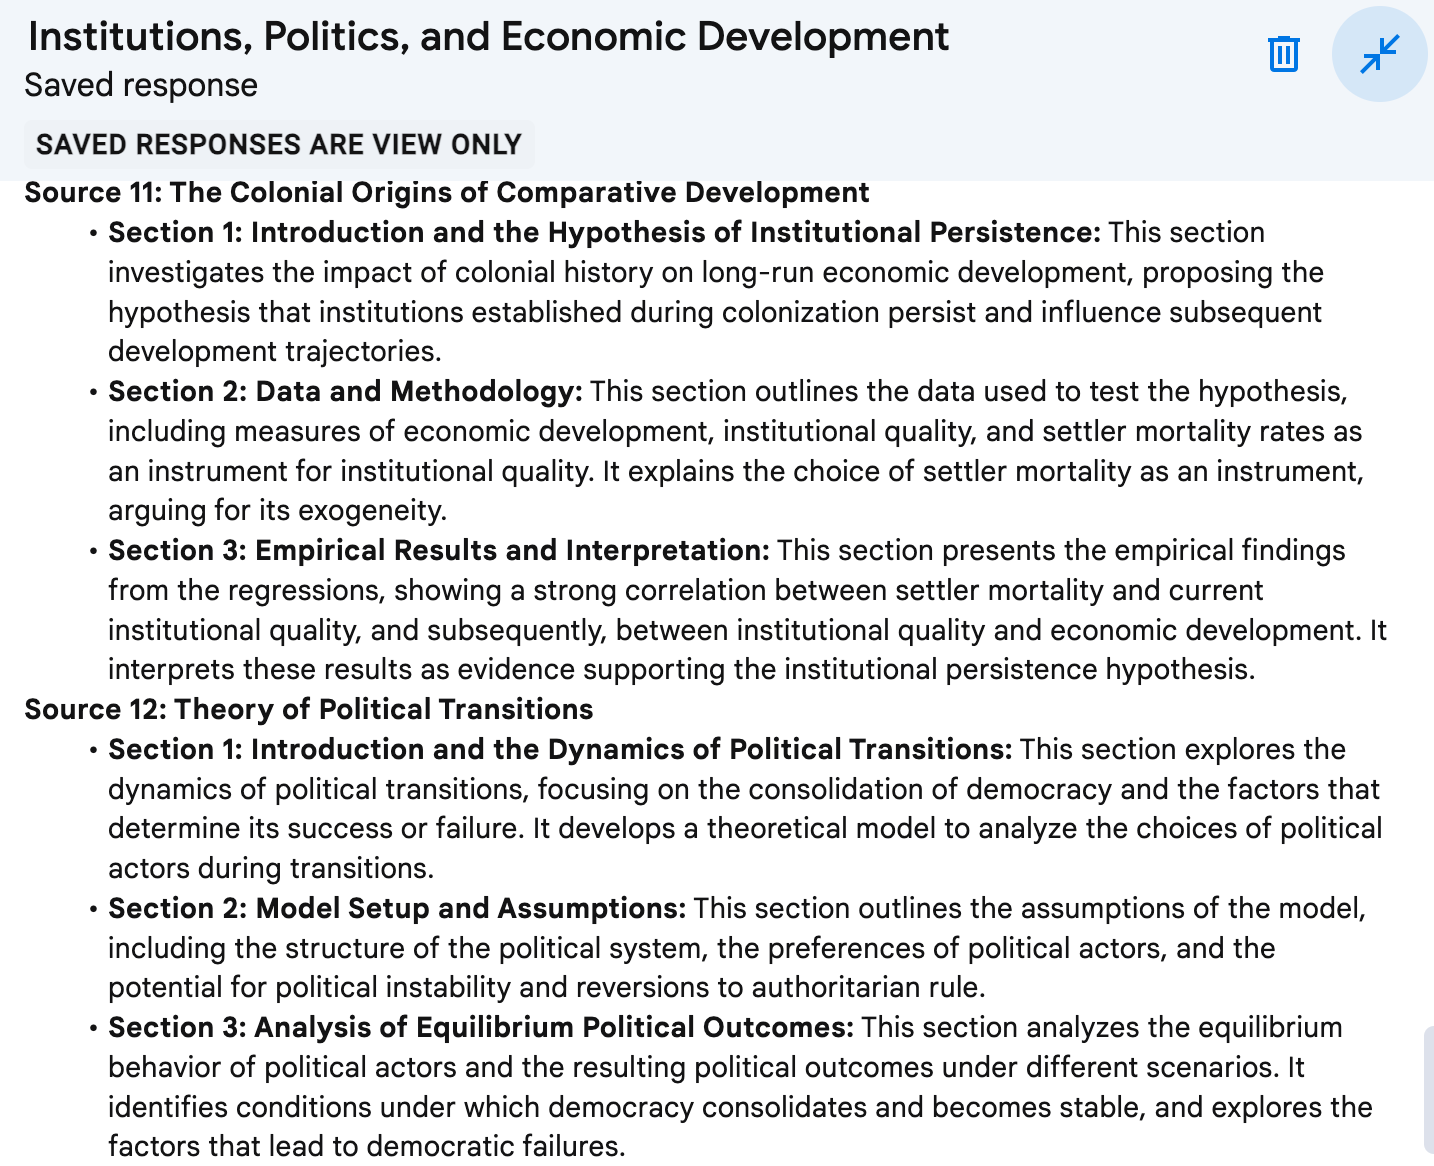 Institutions, Politics, and Economic Development
Saved response
SAVED RESPONSES ARE VIEW ONLY
Source 11: The Colonial Origins of Comparative Development
• Section 1: Introduction and the Hypothesis of Institutional Persistence: This section
investigates the impact of colonial history on long-run economic development, proposing the
hypothesis that institutions established during colonization persist and influence subsequent
development trajectories.
• Section 2: Data and Methodology: This section outlines the data used to test the hypothesis,
including measures of economic development, institutional quality, and settler mortality rates as
an instrument for institutional quality. It explains the choice of settler mortality as an instrument,
arguing for its exogeneity.
• Section 3: Empirical Results and Interpretation: This section presents the empirical findings
from the regressions, showing a strong correlation between settler mortality and current
institutional quality, and subsequently, between institutional quality and economic development. It
interprets these results as evidence supporting the institutional persistence hypothesis.
Source 12: Theory of Political Transitions
• Section 1: Introduction and the Dynamics of Political Transitions: This section explores the
dynamics of political transitions, focusing on the consolidation of democracy and the factors that
determine its success or failure. It develops a theoretical model to analyze the choices of political
actors during transitions.
• Section 2: Model Setup and Assumptions: This section outlines the assumptions of the model,
including the structure of the political system, the preferences of political actors, and the
potential for political instability and reversions to authoritarian rule.
• Section 3: Analysis of Equilibrium Political Outcomes: This section analyzes the equilibrium
behavior of political actors and the resulting political outcomes under different scenarios. It
identifies conditions under which democracy consolidates and becomes stable, and explores the
factors that lead to democratic failures.